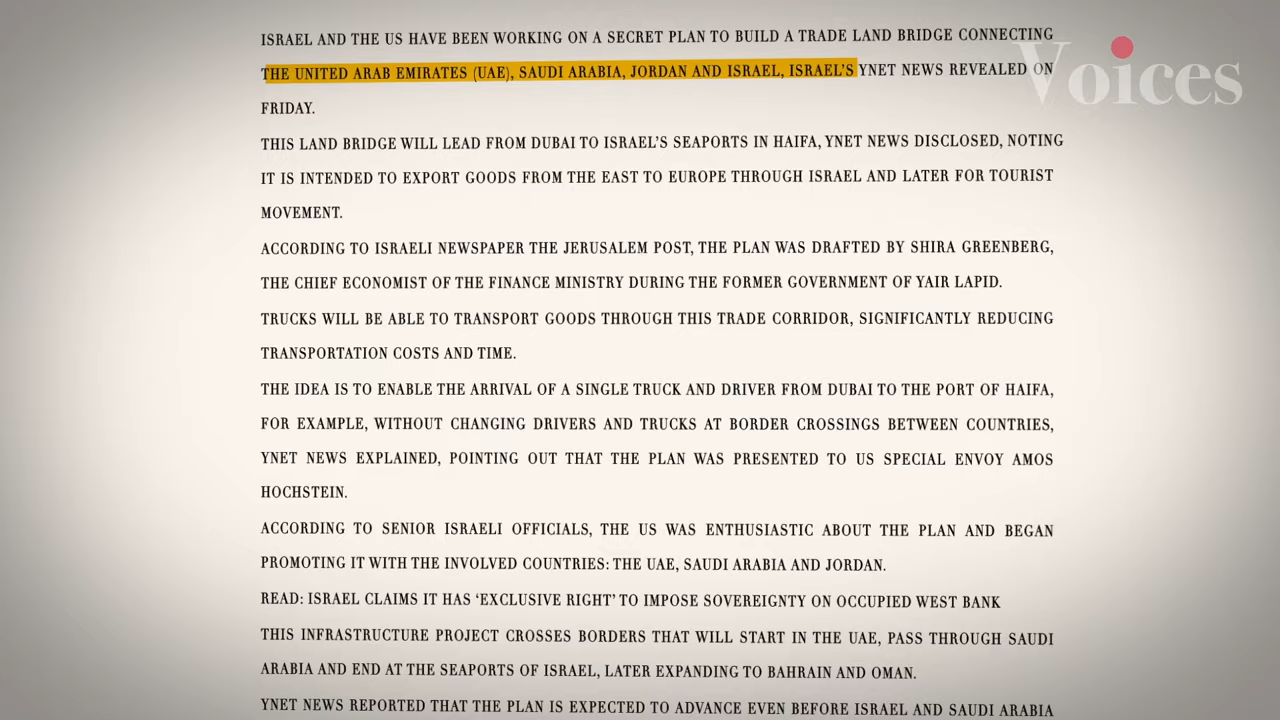 ISRAEL AND THE US HAVE BEEN WORKING ON A SECRET PLAN TO BUILD A TRADE LAND BRIDGE CONNECTING
THE UNITED ARAB EMIRATES (UAE), SAUDI ARABIA, JORDAN AND ISRAEL, ISRAEL'S YNET NEWS REVEALED ON
FRIDAY.
Voices
THIS LAND BRIDGE WILL LEAD FROM DUBAI TO ISRAEL'S SEAPORTS IN HAIFA, YNET NEWS DISCLOSED, NOTING
IT IS INTENDED TO EXPORT GOODS FROM THE EAST TO EUROPE THROUGH ISRAEL AND LATER FOR TOURIST
MOVEMENT.
ACCORDING TO ISRAELI NEWSPAPER THE JERUSALEM POST, THE PLAN WAS DRAFTED BY SHIRA GREENBERG,
THE CHIEF ECONOMIST OF THE FINANCE MINISTRY DURING THE FORMER GOVERNMENT OF YAIR LAPID.
TRUCKS WILL BE ABLE TO TRANSPORT GOODS THROUGH THIS TRADE CORRIDOR, SIGNIFICANTLY REDUCING
TRANSPORTATION COSTS AND TIME.
THE IDEA IS TO ENABLE THE ARRIVAL OF A SINGLE TRUCK AND DRIVER FROM DUBAI TO THE PORT OF HAIFA,
FOR EXAMPLE, WITHOUT CHANGING DRIVERS AND TRUCKS AT BORDER CROSSINGS BETWEEN COUNTRIES,
YNET NEWS EXPLAINED, POINTING OUT THAT THE PLAN WAS PRESENTED TO US SPECIAL ENVOY AMOS
HOCHSTEIN.
ACCORDING TO SENIOR ISRAELI OFFICIALS, THE US WAS ENTHUSIASTIC ABOUT THE PLAN AND BEGAN
PROMOTING IT WITH THE INVOLVED COUNTRIES: THE UAE, SAUDI ARABIA AND JORDAN.
READ: ISRAEL CLAIMS IT HAS 'EXCLUSIVE RIGHT' TO IMPOSE SOVEREIGNTY ON OCCUPIED WEST BANK
THIS INFRASTRUCTURE PROJECT CROSSES BORDERS THAT WILL START IN THE UAE, PASS THROUGH SAUDI
ARABIA AND END AT THE SEAPORTS OF ISRAEL, LATER EXPANDING TO BAHRAIN AND OMAN.
YNET NEWS REPORTED THAT THE PLAN IS EXPECTED TO ADVANCE EVEN BEFORE ISRAEL AND SAUDI ARABIA